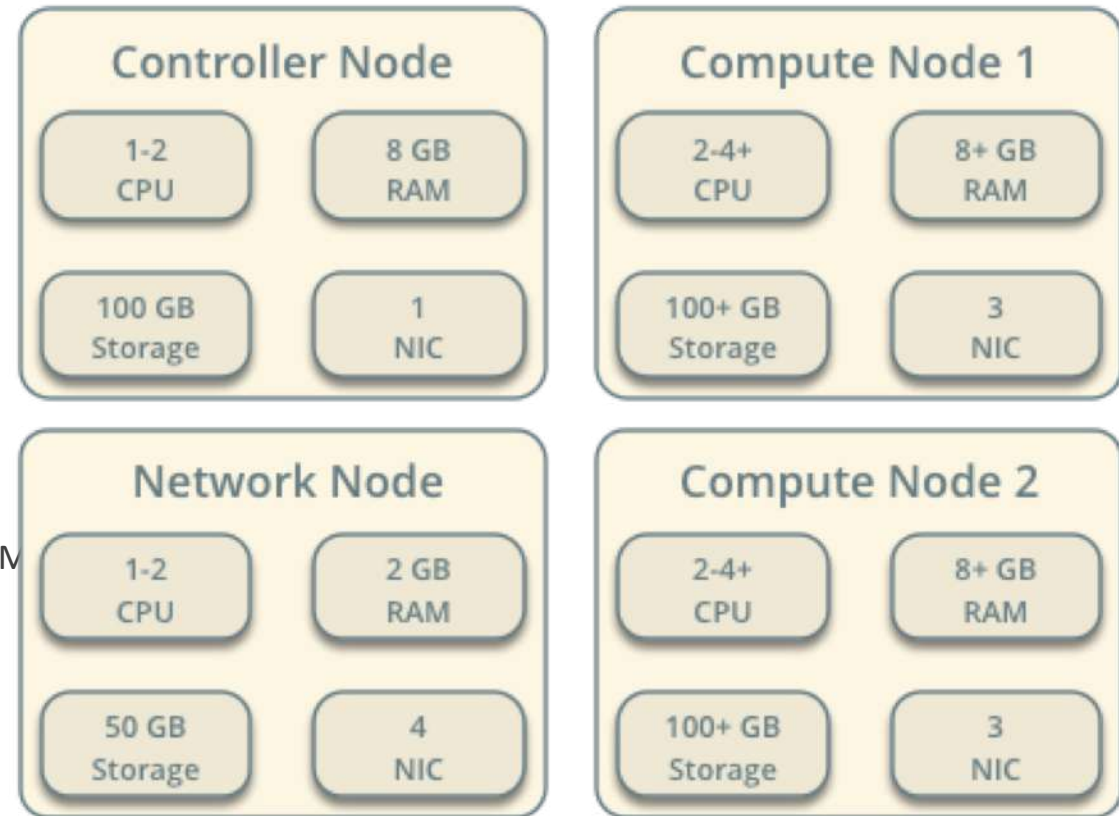 Controller Node
1-2
CPU
8 GB
RAM
100 GB
Storage
1
NIC
Compute Node 1
2-4+
CPU
8+ GB
RAM
100+ GB
Storage
3
NIC
Network Node
1-2
CPU
2 GB
RAM
50 GB
Storage
4
NIC
Compute Node 2
2-4+
CPU
8+ GB
RAM
100+ GB
Storage
3
NIC